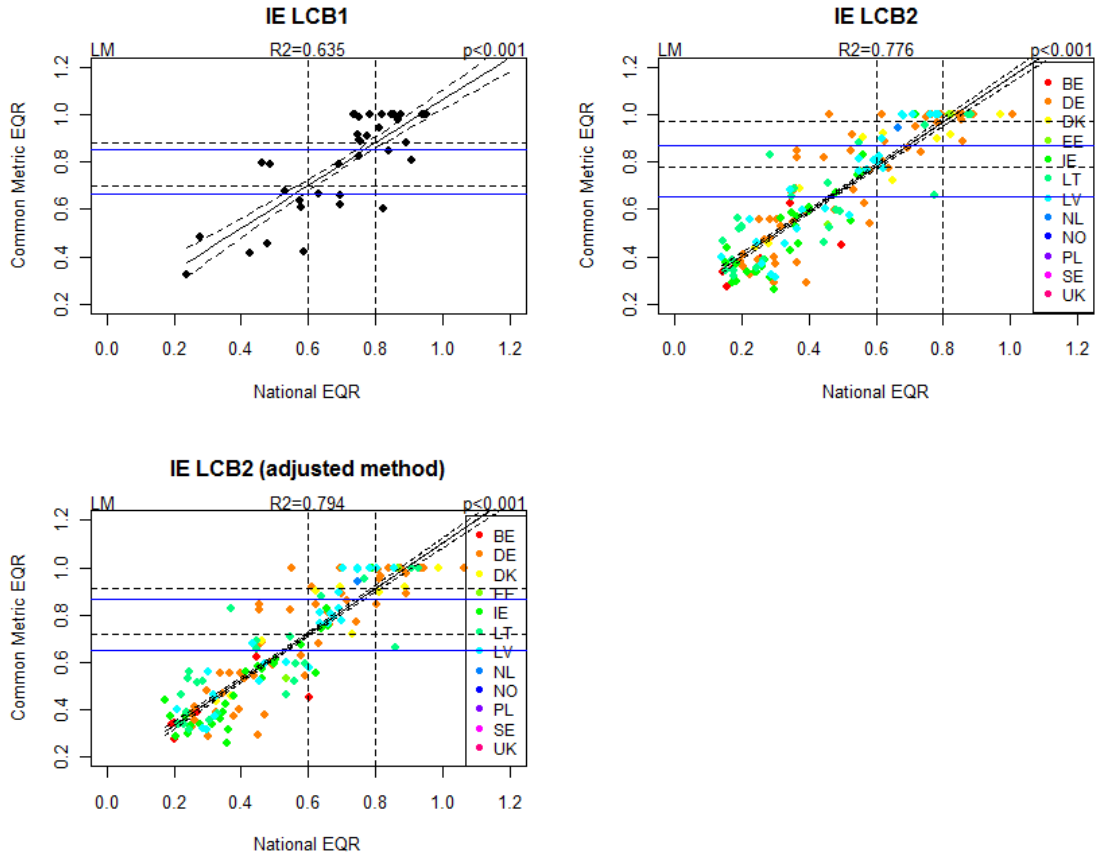 IE LCB1
LM R2=0.635 p<0.001
Common Metric EQR
0.2 0.4 0.6 0.8 1.0 1.2
0.0 0.2 0.4 0.6 0.8 1.0 1.2
National EQR
IE LCB2
LM R2=0.776 p<0.001
Common Metric EQR
0.2 0.4 0.6 0.8 1.0 1.2
BE
DE
DK
EE
IE
LT
LV
NL
NO
PL
SE
UK
0.0 0.2 0.4 0.6 0.8 1.0 1.2
National EQR
IE LCB2 (adjusted method)
LM R2=0.794 p<0.001
Common Metric EQR
0.2 0.4 0.6 0.8 1.0 1.2
BE
DE
DK
EE
IE
LT
LV
NL
NO
PL
SE
UK
0.0 0.2 0.4 0.6 0.8 1.0 1.2
National EQR